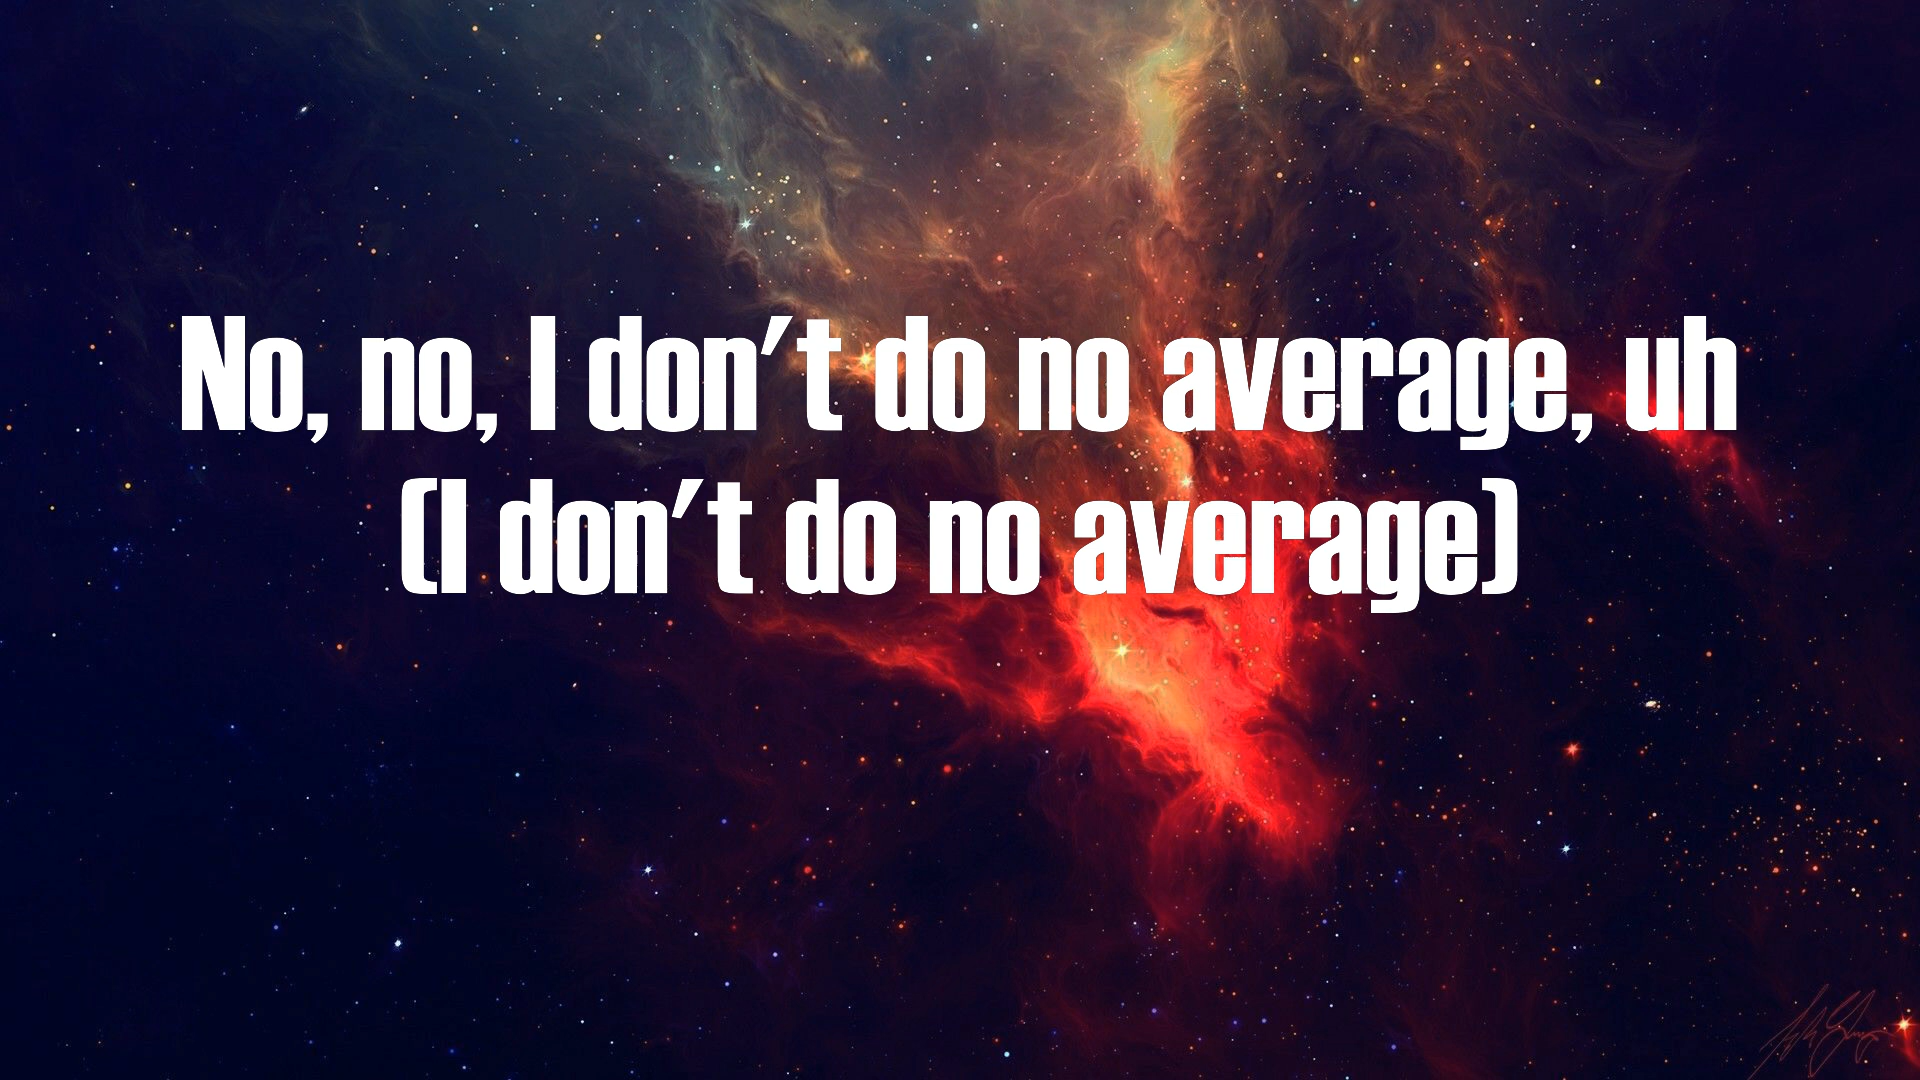 No, no, I don't do no average, uh
(I don't do no average)